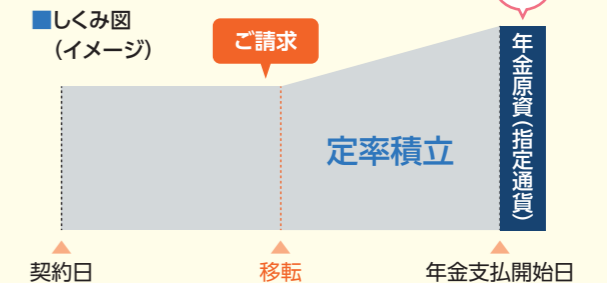 ■しくみ図
（イメージ）
ご請求
年金原資（指定通貨）
定率積立
契約日
移転
年金支払開始日